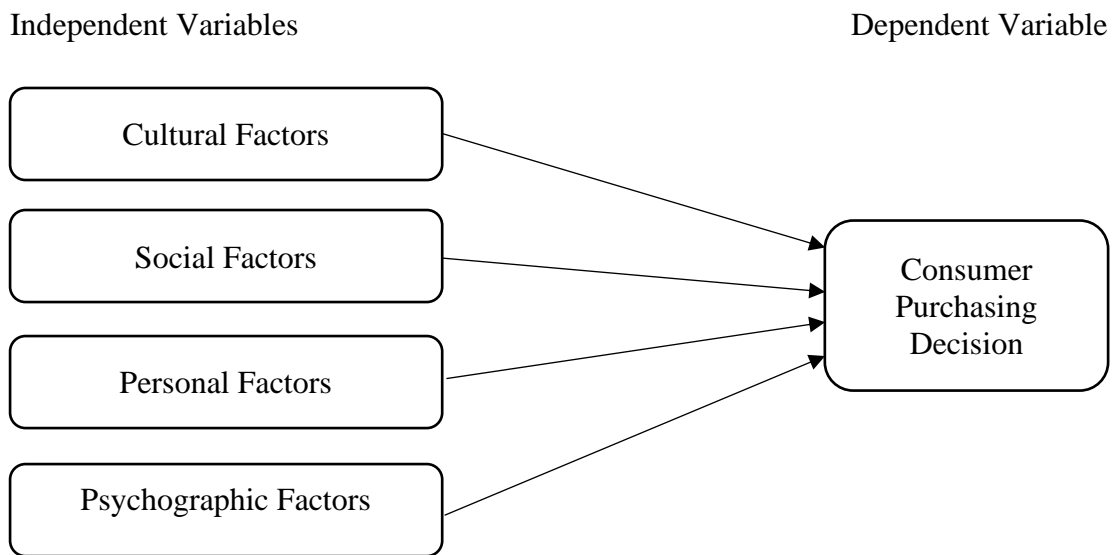 Independent Variables
Dependent Variable
Cultural Factors
Social Factors
Personal Factors
Psychographic Factors
Consumer
Purchasing
Decision